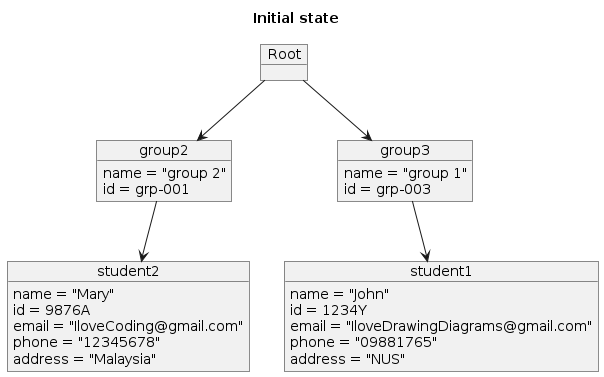 Initial state
Root
group2
name = "group 2"
id = grp-001
group3
name = "group 1"
id = grp-003
student2
name = "Mary"
id = 9876A
email = "IloveCoding@gmail.com"
phone = "12345678"
address = "Malaysia"
student1
name = "John"
id = 1234Y
email = "IloveDrawingDiagrams@gmail.com"
phone = "09881765"
address = "NUS"